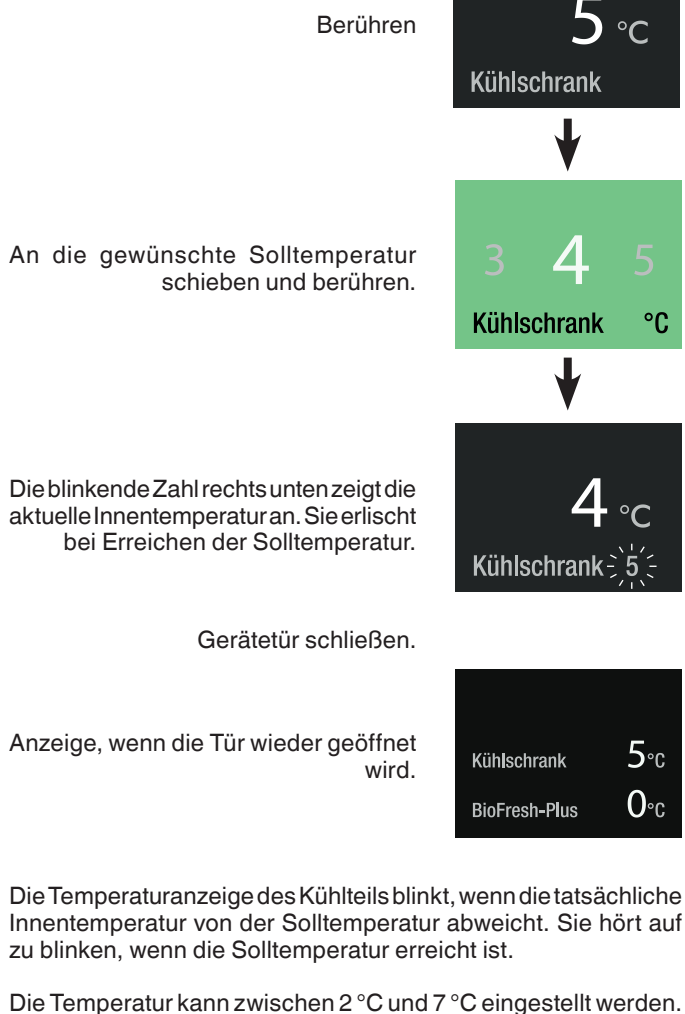 Berühren
5 °C
Kühlschrank
An die gewünschte Solltemperatur
schieben und berühren.
3 4 5
Kühlschrank °C
Die blinkende Zahl rechts unten zeigt die
aktuelle Innentemperatur an. Sie erlischt
bei Erreichen der Solltemperatur.
4 °C
Kühlschrank 5
Gerätetür schließen.
Anzeige, wenn die Tür wieder geöffnet
wird.
Kühlschrank 5°C
BioFresh-Plus 0°C
Die Temperaturanzeige des Kühlteils blinkt, wenn die tatsächliche
Innentemperatur von der Solltemperatur abweicht. Sie hört auf
zu blinken, wenn die Solltemperatur erreicht ist.
Die Temperatur kann zwischen 2 °C und 7 °C eingestellt werden.